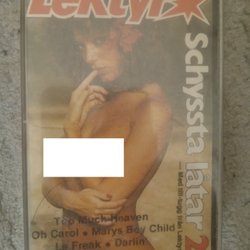 Lektyr
Schyssta låtar 2
Too Much Heaven
Oh Carol • Marys Boy Child
Le Freak • Darlin'